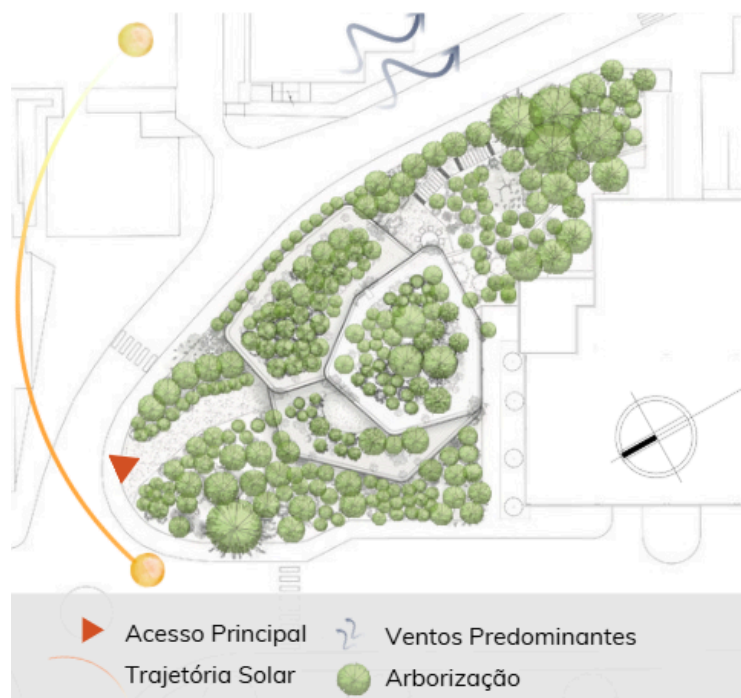 Acesso Principal
Ventos Predominantes
Trajetória Solar
Arborização